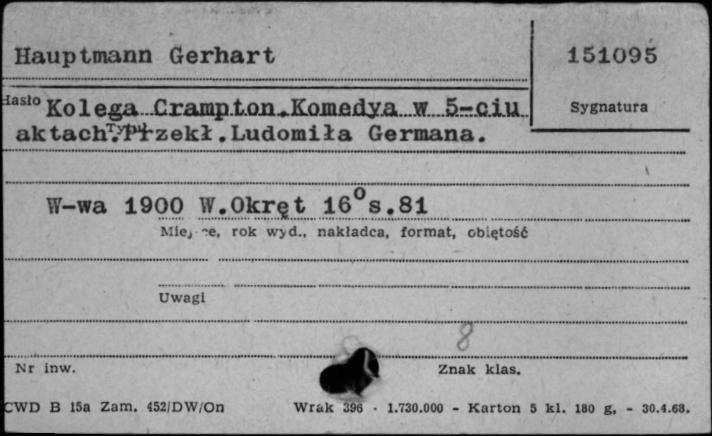 Hauptmann Gerhart
151095
Hasło Kolega Crampton.Komedya w 5-ciu
Sygnatura
aktach.Przekł.Ludomiła Germana.
W-wa 1900 W.Okręt 16° s.81
Miejsce, rok wyd., nakładca, format, objętość
Uwagi
8
Nr inw.
Znak klas.
CWD B 15a Zam. 452/DW/On
Wrak 396 - 1.730.000 - Karton 5 kl. 180 g, - 30.4.68.